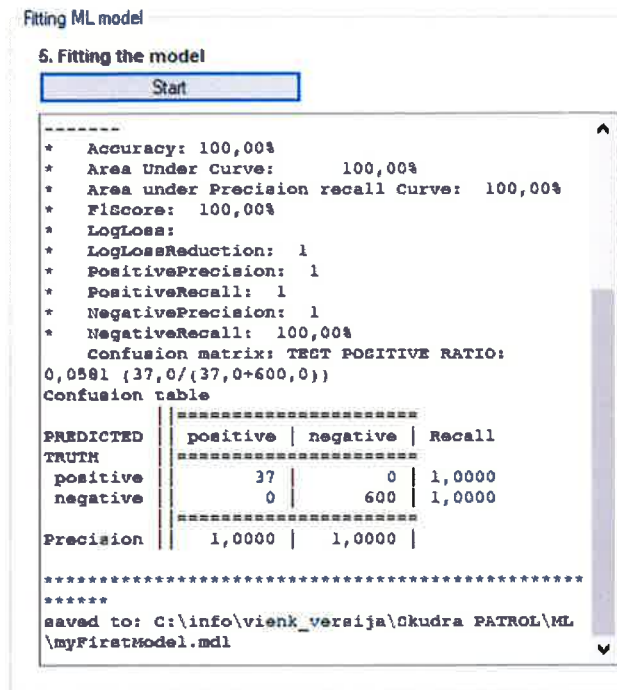 Fitting ML model
5. Fitting the model
Start
-------
*   Accuracy: 100,00%
*   Area Under Curve:      100,00%
*   Area under Precision recall Curve:  100,00%
*   F1Score:  100,00%
*   LogLoss:
*   LogLossReduction:  1
*   PositivePrecision:  1
*   PositiveRecall:  1
*   NegativePrecision:  1
*   NegativeRecall:  100,00%
    Confusion matrix: TEST POSITIVE RATIO:
0,0581 (37,0/(37,0+600,0))
Confusion table
          ||======================
PREDICTED || positive | negative | Recall
TRUTH     ||======================
 positive ||       37 |        0 | 1,0000
 negative ||        0 |      600 | 1,0000
          ||======================
Precision ||   1,0000 |   1,0000 |
*************************************************
******
saved to: C:\info\vienk_versija\Skudra PATROL\ML
\myFirstModel.mdl